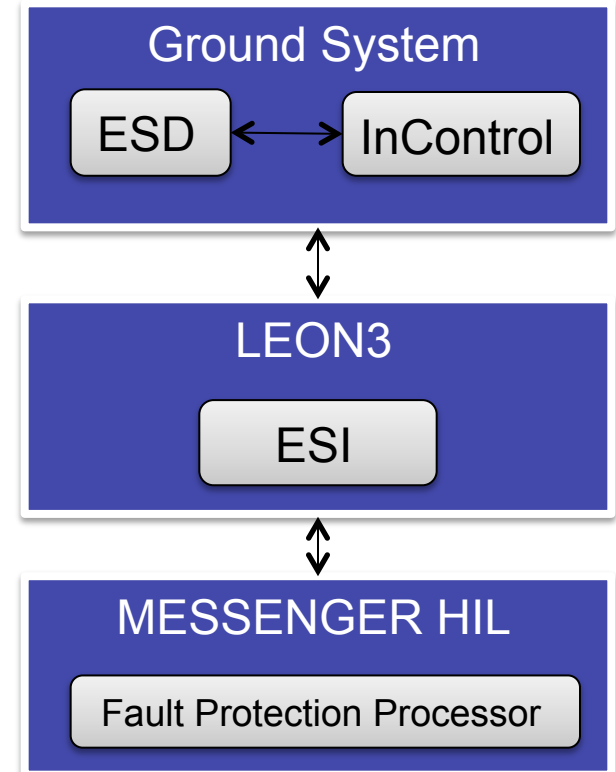 Ground System
ESD
InControl
LEON3
ESI
MESSENGER HIL
Fault Protection Processor